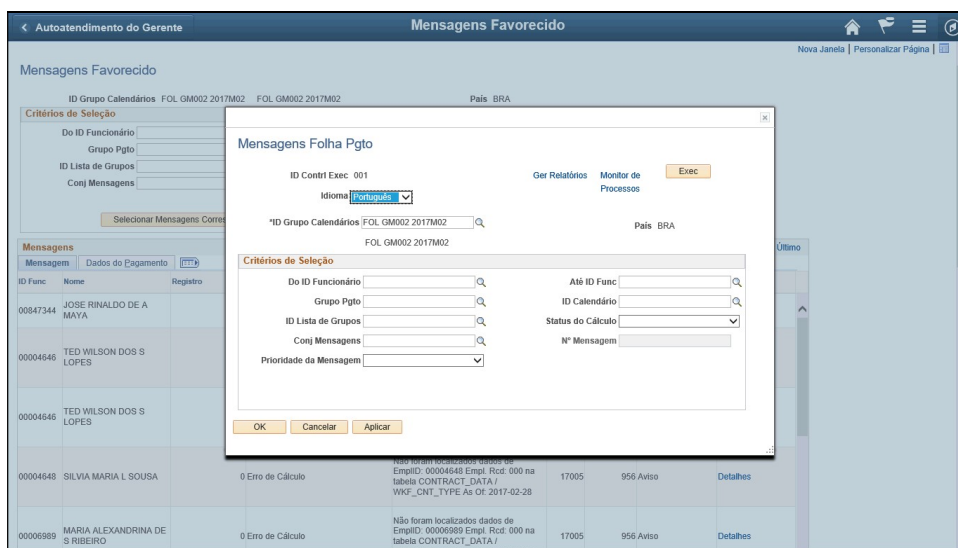 Autoatendimento do Gerente
Mensagens Favorecido
Nova Janela | Personalizar Página |
Mensagens Favorecido
ID Grupo Calendários FOL GM002 2017M02 FOL GM002 2017M02 País BRA
Critérios de Seleção
Do ID Funcionário
Grupo Pgto
ID Lista de Grupos
Conj Mensagens
Selecionar Mensagens Corres
Mensagens
Último
Mensagem Dados do Pagamento
ID Func Nome Registro
00847344 JOSE RINALDO DE A
MAYA
00004646 TED WILSON DOS S
LOPES
00004646 TED WILSON DOS S
LOPES
00004648 SILVIA MARIA L SOUSA 0 Erro de Cálculo
Não foram localizados dados de
EmplID: 00004648 Empl. Rcd: 000 na
tabela CONTRACT_DATA /
WKF_CNT_TYPE As Of: 2017-02-28
17005 956 Aviso Detalhes
00006989 MARIA ALEXANDRINA DE
S RIBEIRO
0 Erro de Cálculo
Não foram localizados dados de
EmplID: 00006989 Empl. Rcd: 000 na
tabela CONTRACT_DATA /
17005 956 Aviso Detalhes
Mensagens Folha Pgto
ID Contrl Exec 001
Ger Relatórios
Monitor de
Processos
Exec
Idioma Português
*ID Grupo Calendários FOL GM002 2017M02
País BRA
FOL GM002 2017M02
Critérios de Seleção
Do ID Funcionário
Até ID Func
Grupo Pgto
ID Calendário
ID Lista de Grupos
Status do Cálculo
Conj Mensagens
Nº Mensagem
Prioridade da Mensagem
OK Cancelar Aplicar